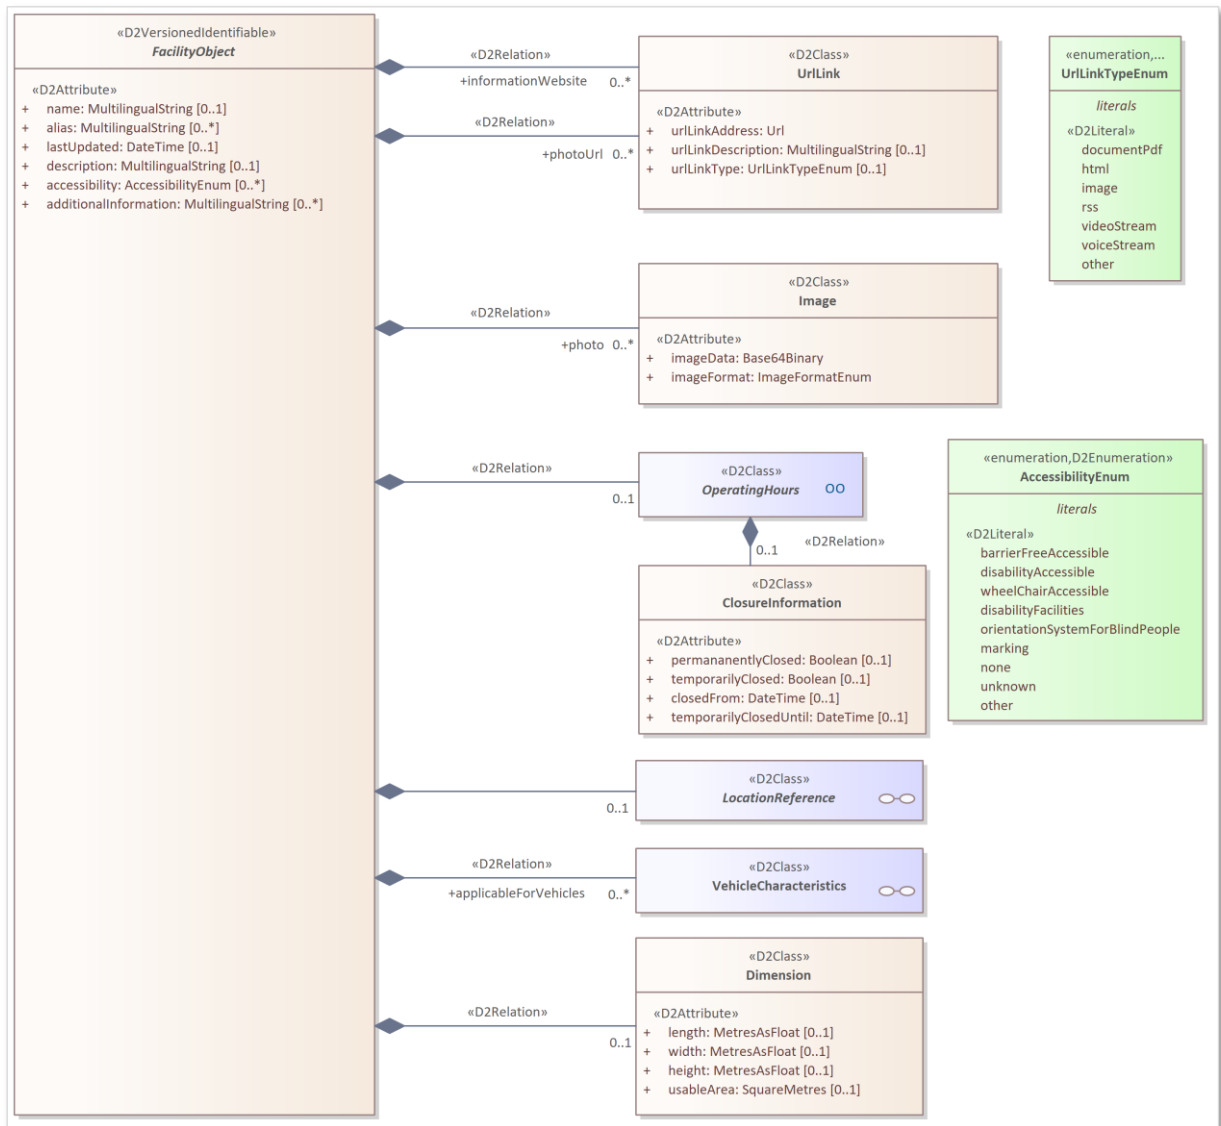 «D2VersionedIdentifiable»
FacilityObject
«D2Attribute»
+ name: MultilingualString [0..1]
+ alias: MultilingualString [0..*]
+ lastUpdated: DateTime [0..1]
+ description: MultilingualString [0..1]
+ accessibility: AccessibilityEnum [0..*]
+ additionalInformation: MultilingualString [0..*]
«D2Relation»
+informationWebsite 0..*
«D2Relation»
+photoUrl 0..*
«D2Class»
UrlLink
«D2Attribute»
+ urlLinkAddress: Url
+ urlLinkDescription: MultilingualString [0..1]
+ urlLinkType: UrlLinkTypeEnum [0..1]
«enumeration,...
UrlLinkTypeEnum
literals
«D2Literal»
documentPdf
html
image
rss
videoStream
voiceStream
other
«D2Relation»
+photo 0..*
«D2Class»
Image
«D2Attribute»
+ imageData: Base64Binary
+ imageFormat: ImageFormatEnum
«D2Relation»
0..1
«D2Class»
OperatingHours
0..1
«D2Relation»
«D2Class»
ClosureInformation
«D2Attribute»
+ permananentlyClosed: Boolean [0..1]
+ temporarilyClosed: Boolean [0..1]
+ closedFrom: DateTime [0..1]
+ temporarilyClosedUntil: DateTime [0..1]
«enumeration,D2Enumeration»
AccessibilityEnum
literals
«D2Literal»
barrierFreeAccessible
disabilityAccessible
wheelChairAccessible
disabilityFacilities
orientationSystemForBlindPeople
marking
none
unknown
other
0..1
«D2Class»
LocationReference
«D2Relation»
+applicableForVehicles 0..*
«D2Class»
VehicleCharacteristics
«D2Relation»
0..1
«D2Class»
Dimension
«D2Attribute»
+ length: MetresAsFloat [0..1]
+ width: MetresAsFloat [0..1]
+ height: MetresAsFloat [0..1]
+ usableArea: SquareMetres [0..1]